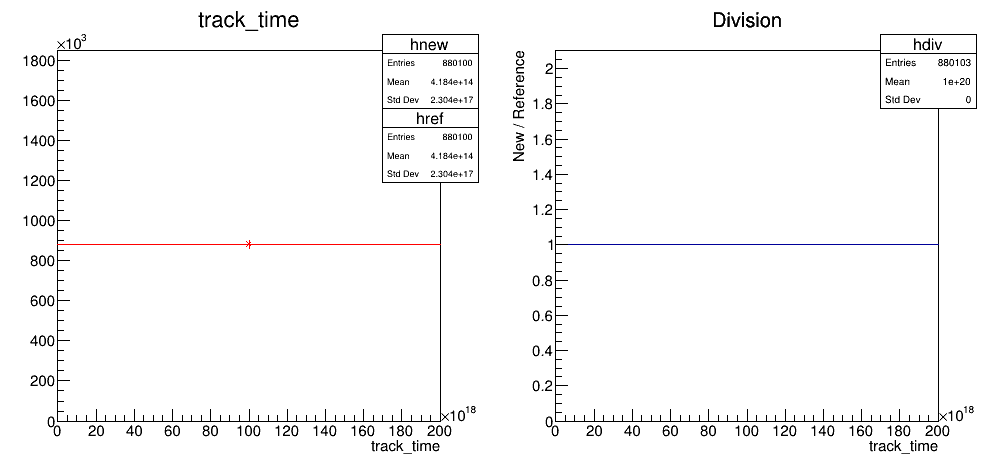 track_time
×10³
hnew
Entries 880100
Mean 4.184e+14
Std Dev 2.304e+17
href
Entries 880100
Mean 4.184e+14
Std Dev 2.304e+17
1800
1600
1400
1200
1000
800
600
400
200
0
0 20 40 60 80 100 120 140 160 180 200
×10¹⁸
track_time
Division
hdiv
Entries 880103
Mean 1e+20
Std Dev 0
New / Reference
2
1.8
1.6
1.4
1.2
1
0.8
0.6
0.4
0.2
0
0 20 40 60 80 100 120 140 160 180 200
×10¹⁸
track_time